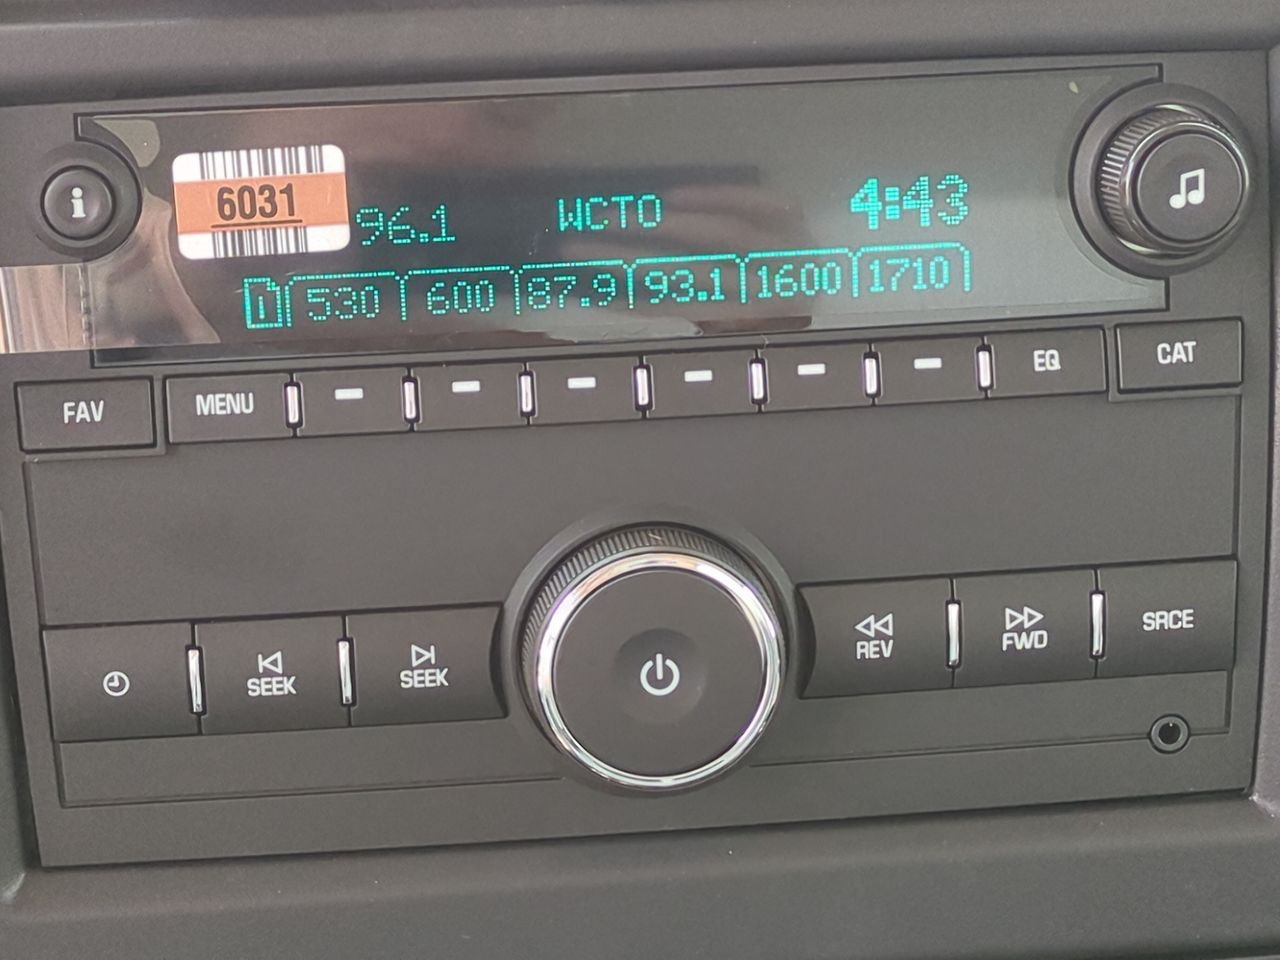 6031
96.1 WCTO 4:43
1 530 600 87.9 93.1 1600 1710
FAV MENU EQ CAT
i
SEEK SEEK REV FWD SRCE